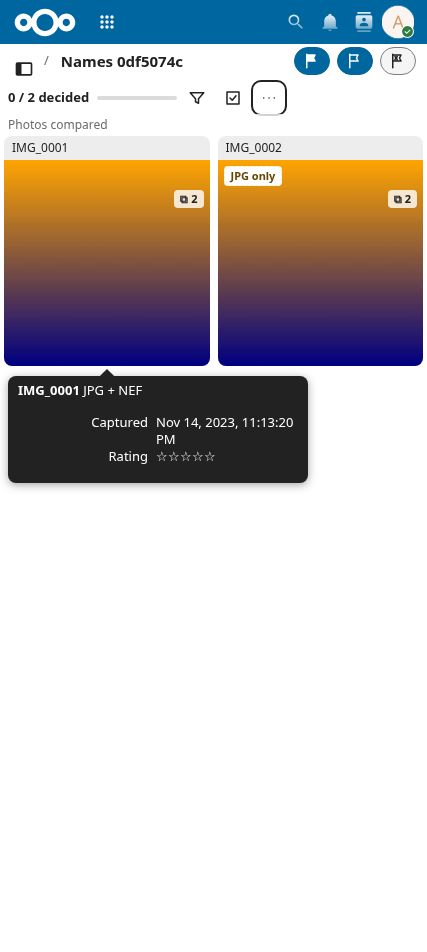 A
/ Names 0df5074c
0 / 2 decided
Photos compared
IMG_0001
IMG_0002
JPG only
2
2
IMG_0001 JPG + NEF
Captured Nov 14, 2023, 11:13:20
PM
Rating ☆☆☆☆☆